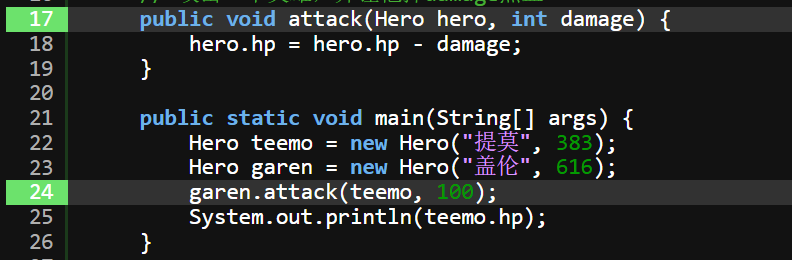 17 public void attack(Hero hero, int damage) {
18 hero.hp = hero.hp - damage;
19 }
20
21 public static void main(String[] args) {
22 Hero teemo = new Hero("提莫", 383);
23 Hero garen = new Hero("盖伦", 616);
24 garen.attack(teemo, 100);
25 System.out.println(teemo.hp);
26 }